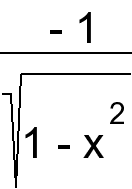 - 1
√1 - x²